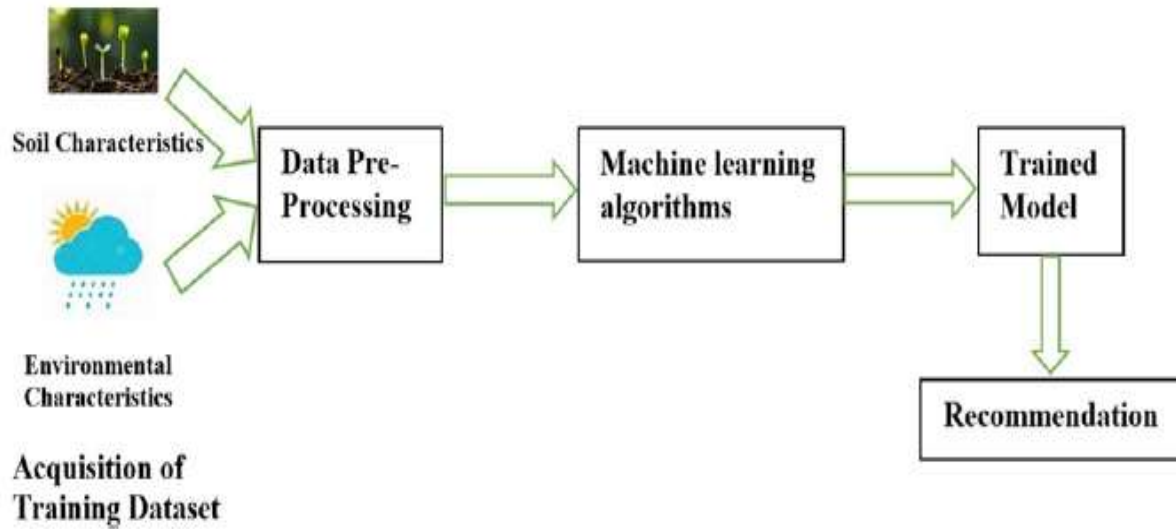 Soil Characteristics
Data Pre-
Processing
Machine learning
algorithms
Trained
Model
Environmental
Characteristics
Recommendation
Acquisition of
Training Dataset